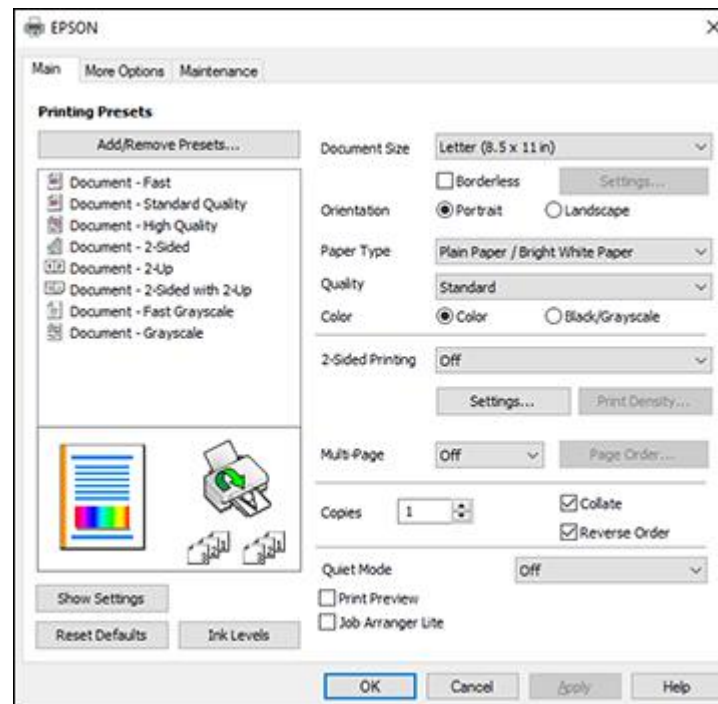 EPSON
Main More Options Maintenance
Printing Presets
Add/Remove Presets...
Document - Fast
Document - Standard Quality
Document - High Quality
Document - 2-Sided
Document - 2-Up
Document - 2-Sided with 2-Up
Document - Fast Grayscale
Document - Grayscale
Show Settings
Reset Defaults Ink Levels
Document Size Letter (8.5 x 11 in)
Borderless Settings...
Orientation Portrait Landscape
Paper Type Plain Paper / Bright White Paper
Quality Standard
Color Color Black/Grayscale
2-Sided Printing Off
Settings... Print Density...
Multi-Page Off Page Order...
Copies 1 Collate
Reverse Order
Quiet Mode Off
Print Preview
Job Arranger Lite
OK Cancel Apply Help